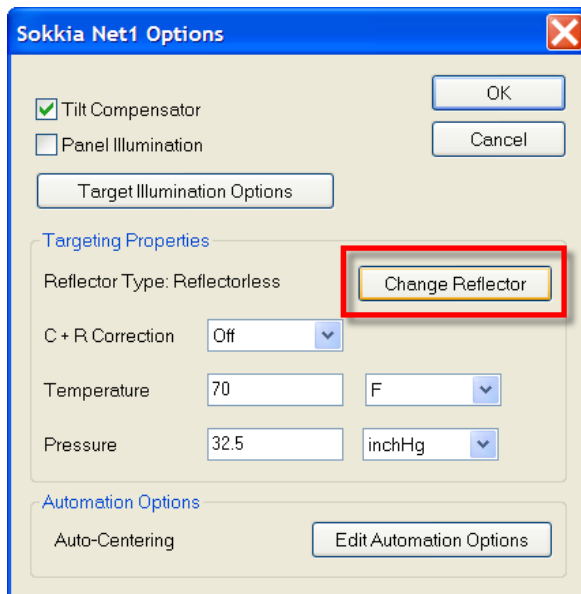 Sokkia Net1 Options
OK
Tilt Compensator
Panel Illumination
Cancel
Target Illumination Options
Targeting Properties
Reflector Type: Reflectorless
Change Reflector
C + R Correction
Off
Temperature
70
F
Pressure
32.5
inchHg
Automation Options
Auto-Centering
Edit Automation Options